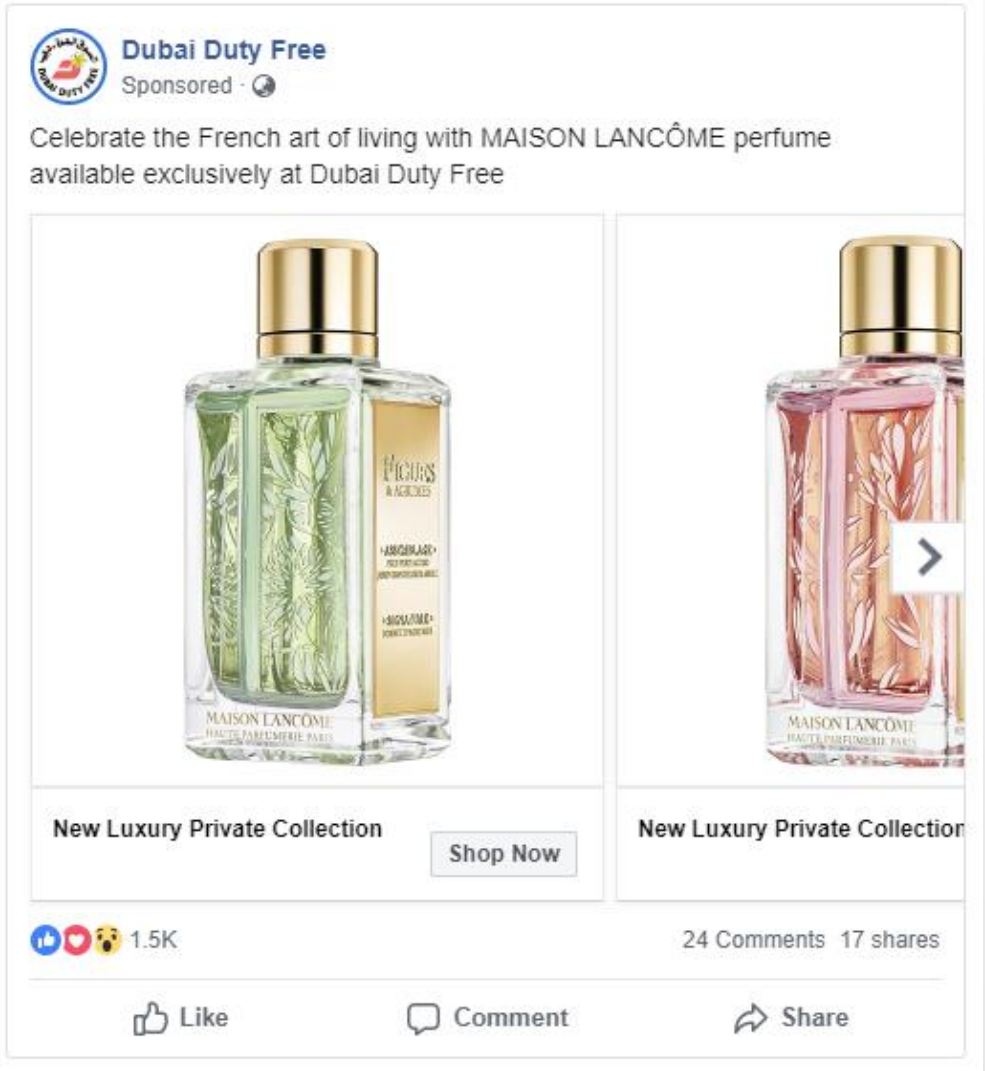 Dubai Duty Free
Sponsored ·
Celebrate the French art of living with MAISON LANCÔME perfume
available exclusively at Dubai Duty Free
FIGUES
& AGRUMES
MAISON LANCÔME
HAUTE PARFUMERIE PARIS
MAISON LANCÔME
HAUTE PARFUMERIE PARIS
New Luxury Private Collection
Shop Now
New Luxury Private Collection
1.5K
24 Comments 17 shares
Like
Comment
Share